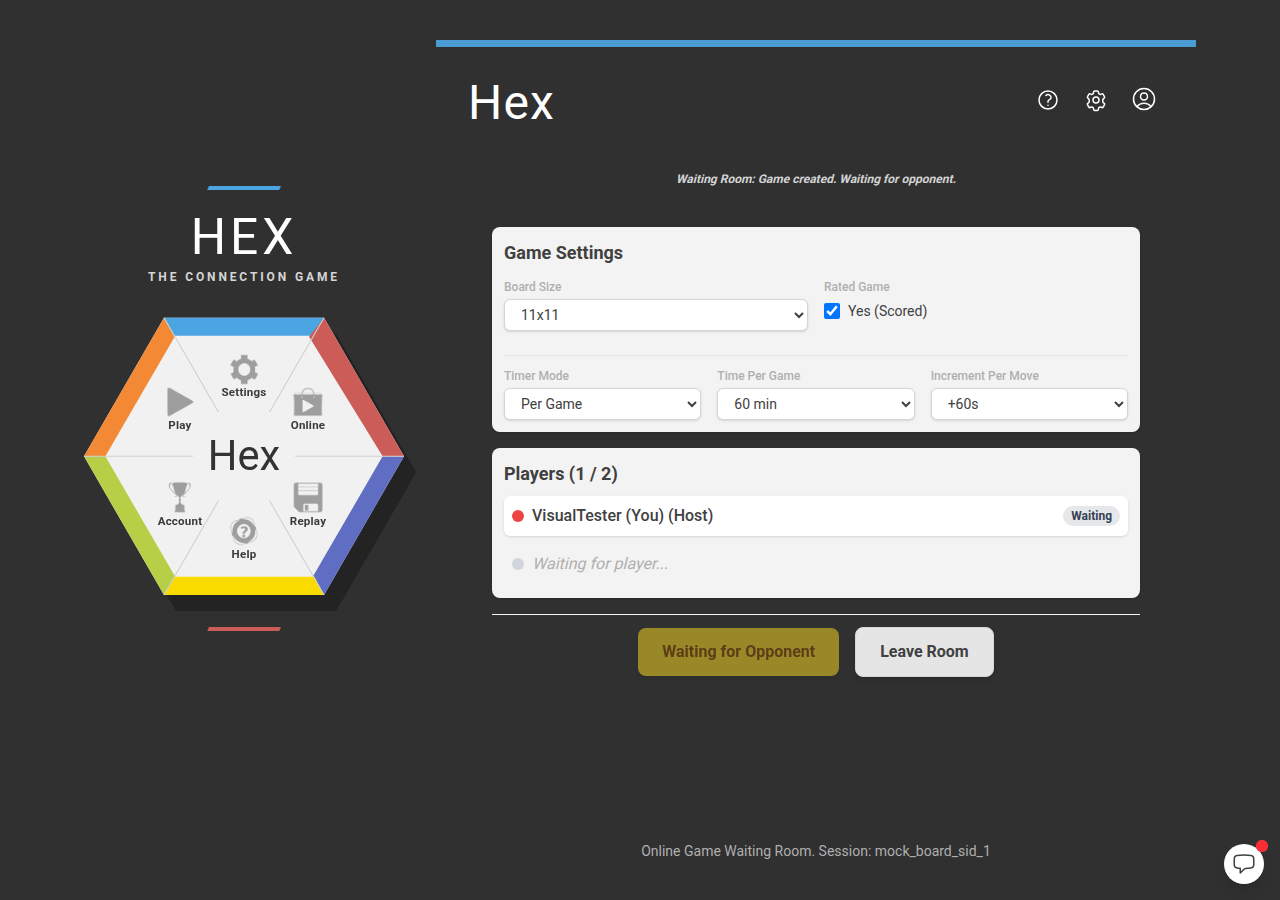 Hex
Waiting Room: Game created. Waiting for opponent.
HEX
THE CONNECTION GAME
Settings
Play
Online
Hex
Account
Replay
Help
Game Settings
Board Size
Rated Game
11x11
Yes (Scored)
Timer Mode
Time Per Game
Increment Per Move
Per Game
60 min
+60s
Players (1 / 2)
VisualTester (You) (Host)
Waiting
Waiting for player...
Waiting for Opponent
Leave Room
Online Game Waiting Room. Session: mock_board_sid_1